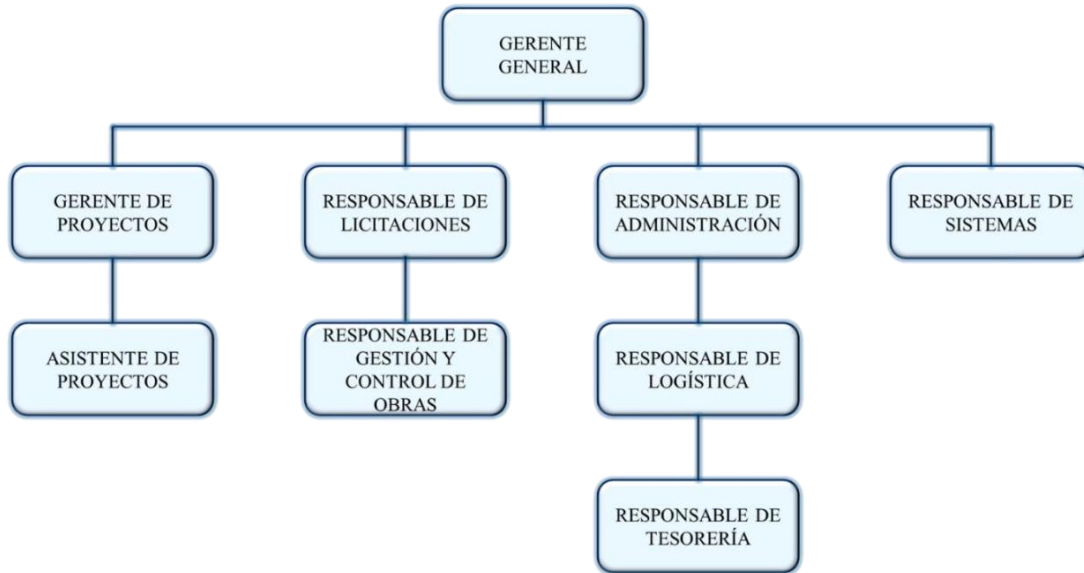 GERENTE
GENERAL
GERENTE DE
PROYECTOS
RESPONSABLE DE
LICITACIONES
RESPONSABLE DE
ADMINISTRACIÓN
RESPONSABLE DE
SISTEMAS
ASISTENTE DE
PROYECTOS
RESPONSABLE DE
GESTIÓN Y
CONTROL DE
OBRAS
RESPONSABLE DE
LOGÍSTICA
RESPONSABLE DE
TESORERÍA